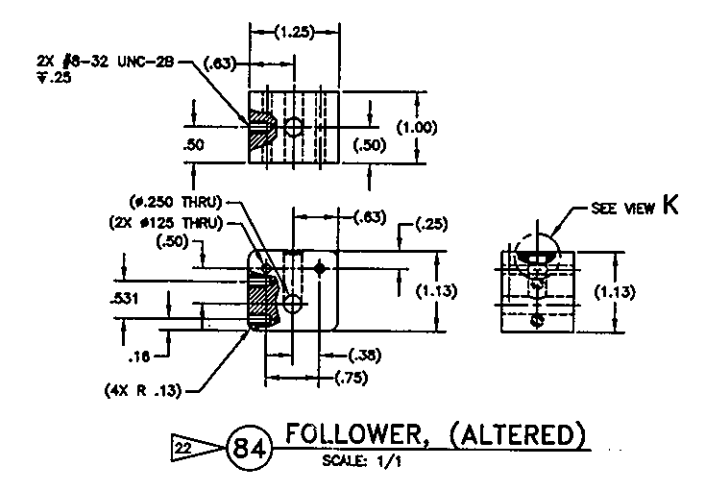 (1.25)
2X #8-32 UNC-2B
↧.25
(.63)
(1.00)
.50
(.50)
(⌀.250 THRU)
(2X ⌀125 THRU)
(.50)
(.63)
(.25)
SEE VIEW K
.531
(1.13)
(1.13)
.16
(.38)
(.75)
(4X R .13)
22
84
FOLLOWER, (ALTERED)
SCALE: 1/1